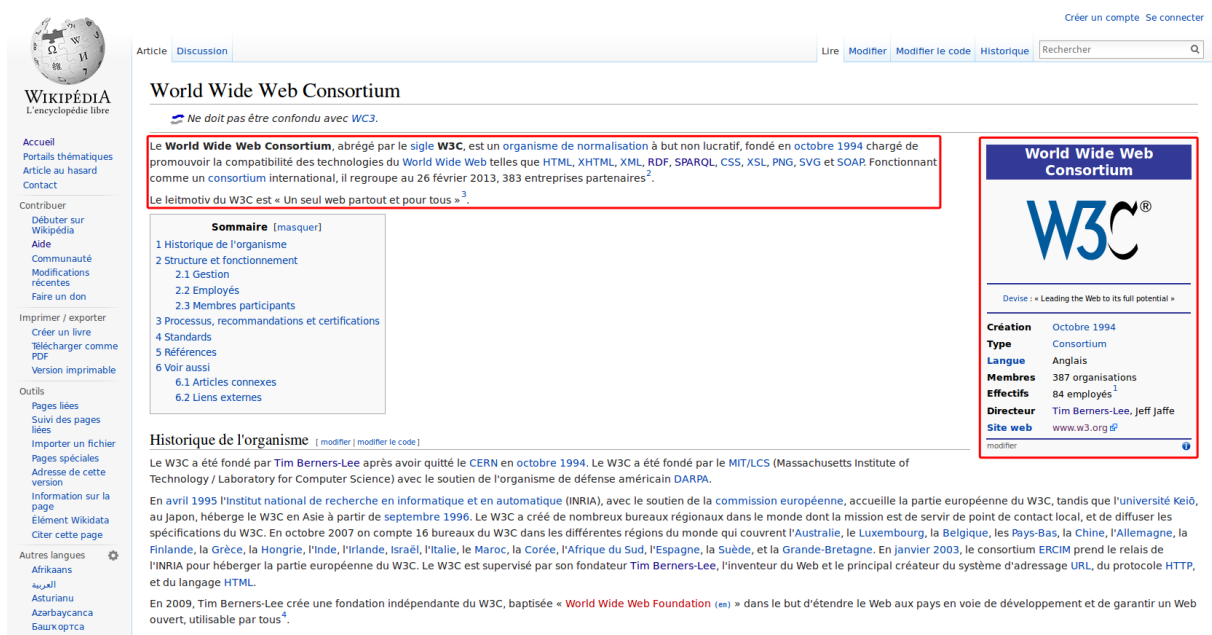 Créer un compte Se connecter
Article Discussion
Lire Modifier Modifier le code Historique Rechercher
WIKIPÉDIA
L'encyclopédie libre
Accueil
Portails thématiques
Article au hasard
Contact
Contribuer
Débuter sur
Wikipédia
Aide
Communauté
Modifications
récentes
Faire un don
Imprimer / exporter
Créer un livre
Télécharger comme
PDF
Version imprimable
Outils
Pages liées
Suivi des pages
liées
Importer un fichier
Pages spéciales
Adresse de cette
version
Information sur la
page
Élément Wikidata
Citer cette page
Autres langues
Afrikaans
العربية
Asturianu
Azərbaycanca
Башҡортса
World Wide Web Consortium
Ne doit pas être confondu avec WC3.
Le World Wide Web Consortium, abrégé par le sigle W3C, est un organisme de normalisation à but non lucratif, fondé en octobre 1994 chargé de
promouvoir la compatibilité des technologies du World Wide Web telles que HTML, XHTML, XML, RDF, SPARQL, CSS, XSL, PNG, SVG et SOAP. Fonctionnant
comme un consortium international, il regroupe au 26 février 2013, 383 entreprises partenaires2.
Le leitmotiv du W3C est « Un seul web partout et pour tous »3.
Sommaire [masquer]
1 Historique de l'organisme
2 Structure et fonctionnement
2.1 Gestion
2.2 Employés
2.3 Membres participants
3 Processus, recommandations et certifications
4 Standards
5 Références
6 Voir aussi
6.1 Articles connexes
6.2 Liens externes
World Wide Web
Consortium
W3C®
Devise : « Leading the Web to its full potential »
Création Octobre 1994
Type Consortium
Langue Anglais
Membres 387 organisations
Effectifs 84 employés1
Directeur Tim Berners-Lee, Jeff Jaffe
Site web www.w3.org
modifier
Historique de l'organisme [ modifier | modifier le code ]
Le W3C a été fondé par Tim Berners-Lee après avoir quitté le CERN en octobre 1994. Le W3C a été fondé par le MIT/LCS (Massachusetts Institute of
Technology / Laboratory for Computer Science) avec le soutien de l'organisme de défense américain DARPA.
En avril 1995 l'Institut national de recherche en informatique et en automatique (INRIA), avec le soutien de la commission européenne, accueille la partie européenne du W3C, tandis que l'université Keiō,
au Japon, héberge le W3C en Asie à partir de septembre 1996. Le W3C a créé de nombreux bureaux régionaux dans le monde dont la mission est de servir de point de contact local, et de diffuser les
spécifications du W3C. En octobre 2007 on compte 16 bureaux du W3C dans les différentes régions du monde qui couvrent l'Australie, le Luxembourg, la Belgique, les Pays-Bas, la Chine, l'Allemagne, la
Finlande, la Grèce, la Hongrie, l'Inde, l'Irlande, Israël, l'Italie, le Maroc, la Corée, l'Afrique du Sud, l'Espagne, la Suède, et la Grande-Bretagne. En janvier 2003, le consortium ERCIM prend le relais de
l'INRIA pour héberger la partie européenne du W3C. Le W3C est supervisé par son fondateur Tim Berners-Lee, l'inventeur du Web et le principal créateur du système d'adressage URL, du protocole HTTP,
et du langage HTML.
En 2009, Tim Berners-Lee crée une fondation indépendante du W3C, baptisée « World Wide Web Foundation (en) » dans le but d'étendre le Web aux pays en voie de développement et de garantir un Web
ouvert, utilisable par tous4.